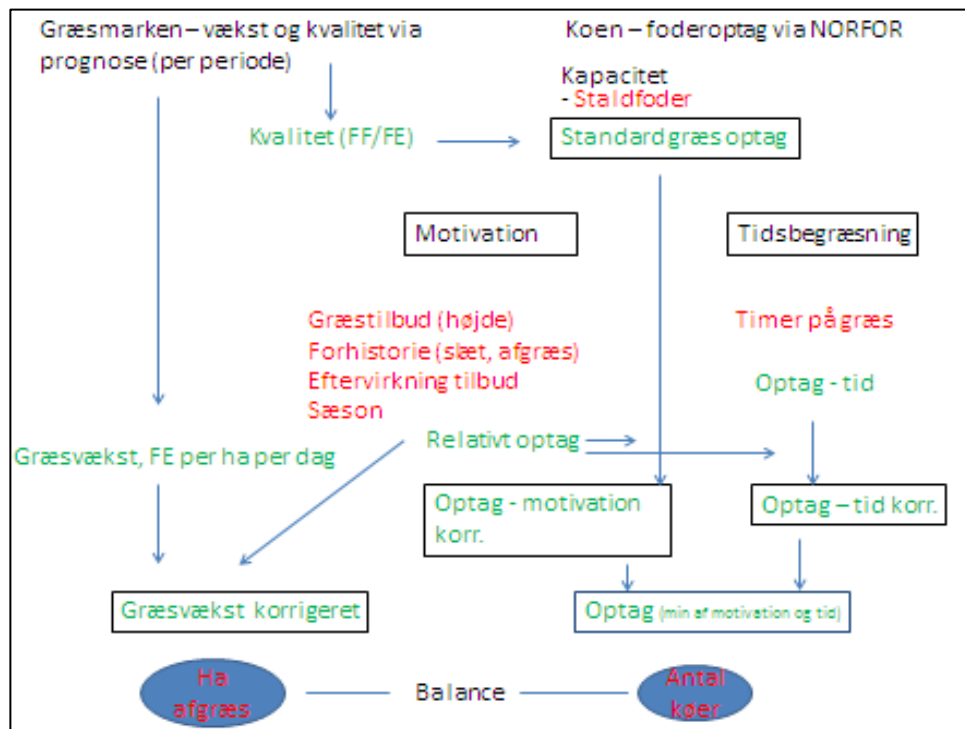 Græsmarken – vækst og kvalitet via
prognose (per periode)
Koen – foderoptag via NORFOR
Kapacitet
- Staldfoder
Kvalitet (FF/FE)
Standard græs optag
Motivation
Tidsbegræsning
Græstilbud (højde)
Forhistorie (slæt, afgræs)
Eftervirkning tilbud
Sæson
Timer på græs
Optag - tid
Relativt optag
Græsvækst, FE per ha per dag
Optag - motivation
korr.
Optag – tid korr.
Græsvækst korrigeret
Optag (min af motivation og tid)
Ha
afgræs
Balance
Antal
køer